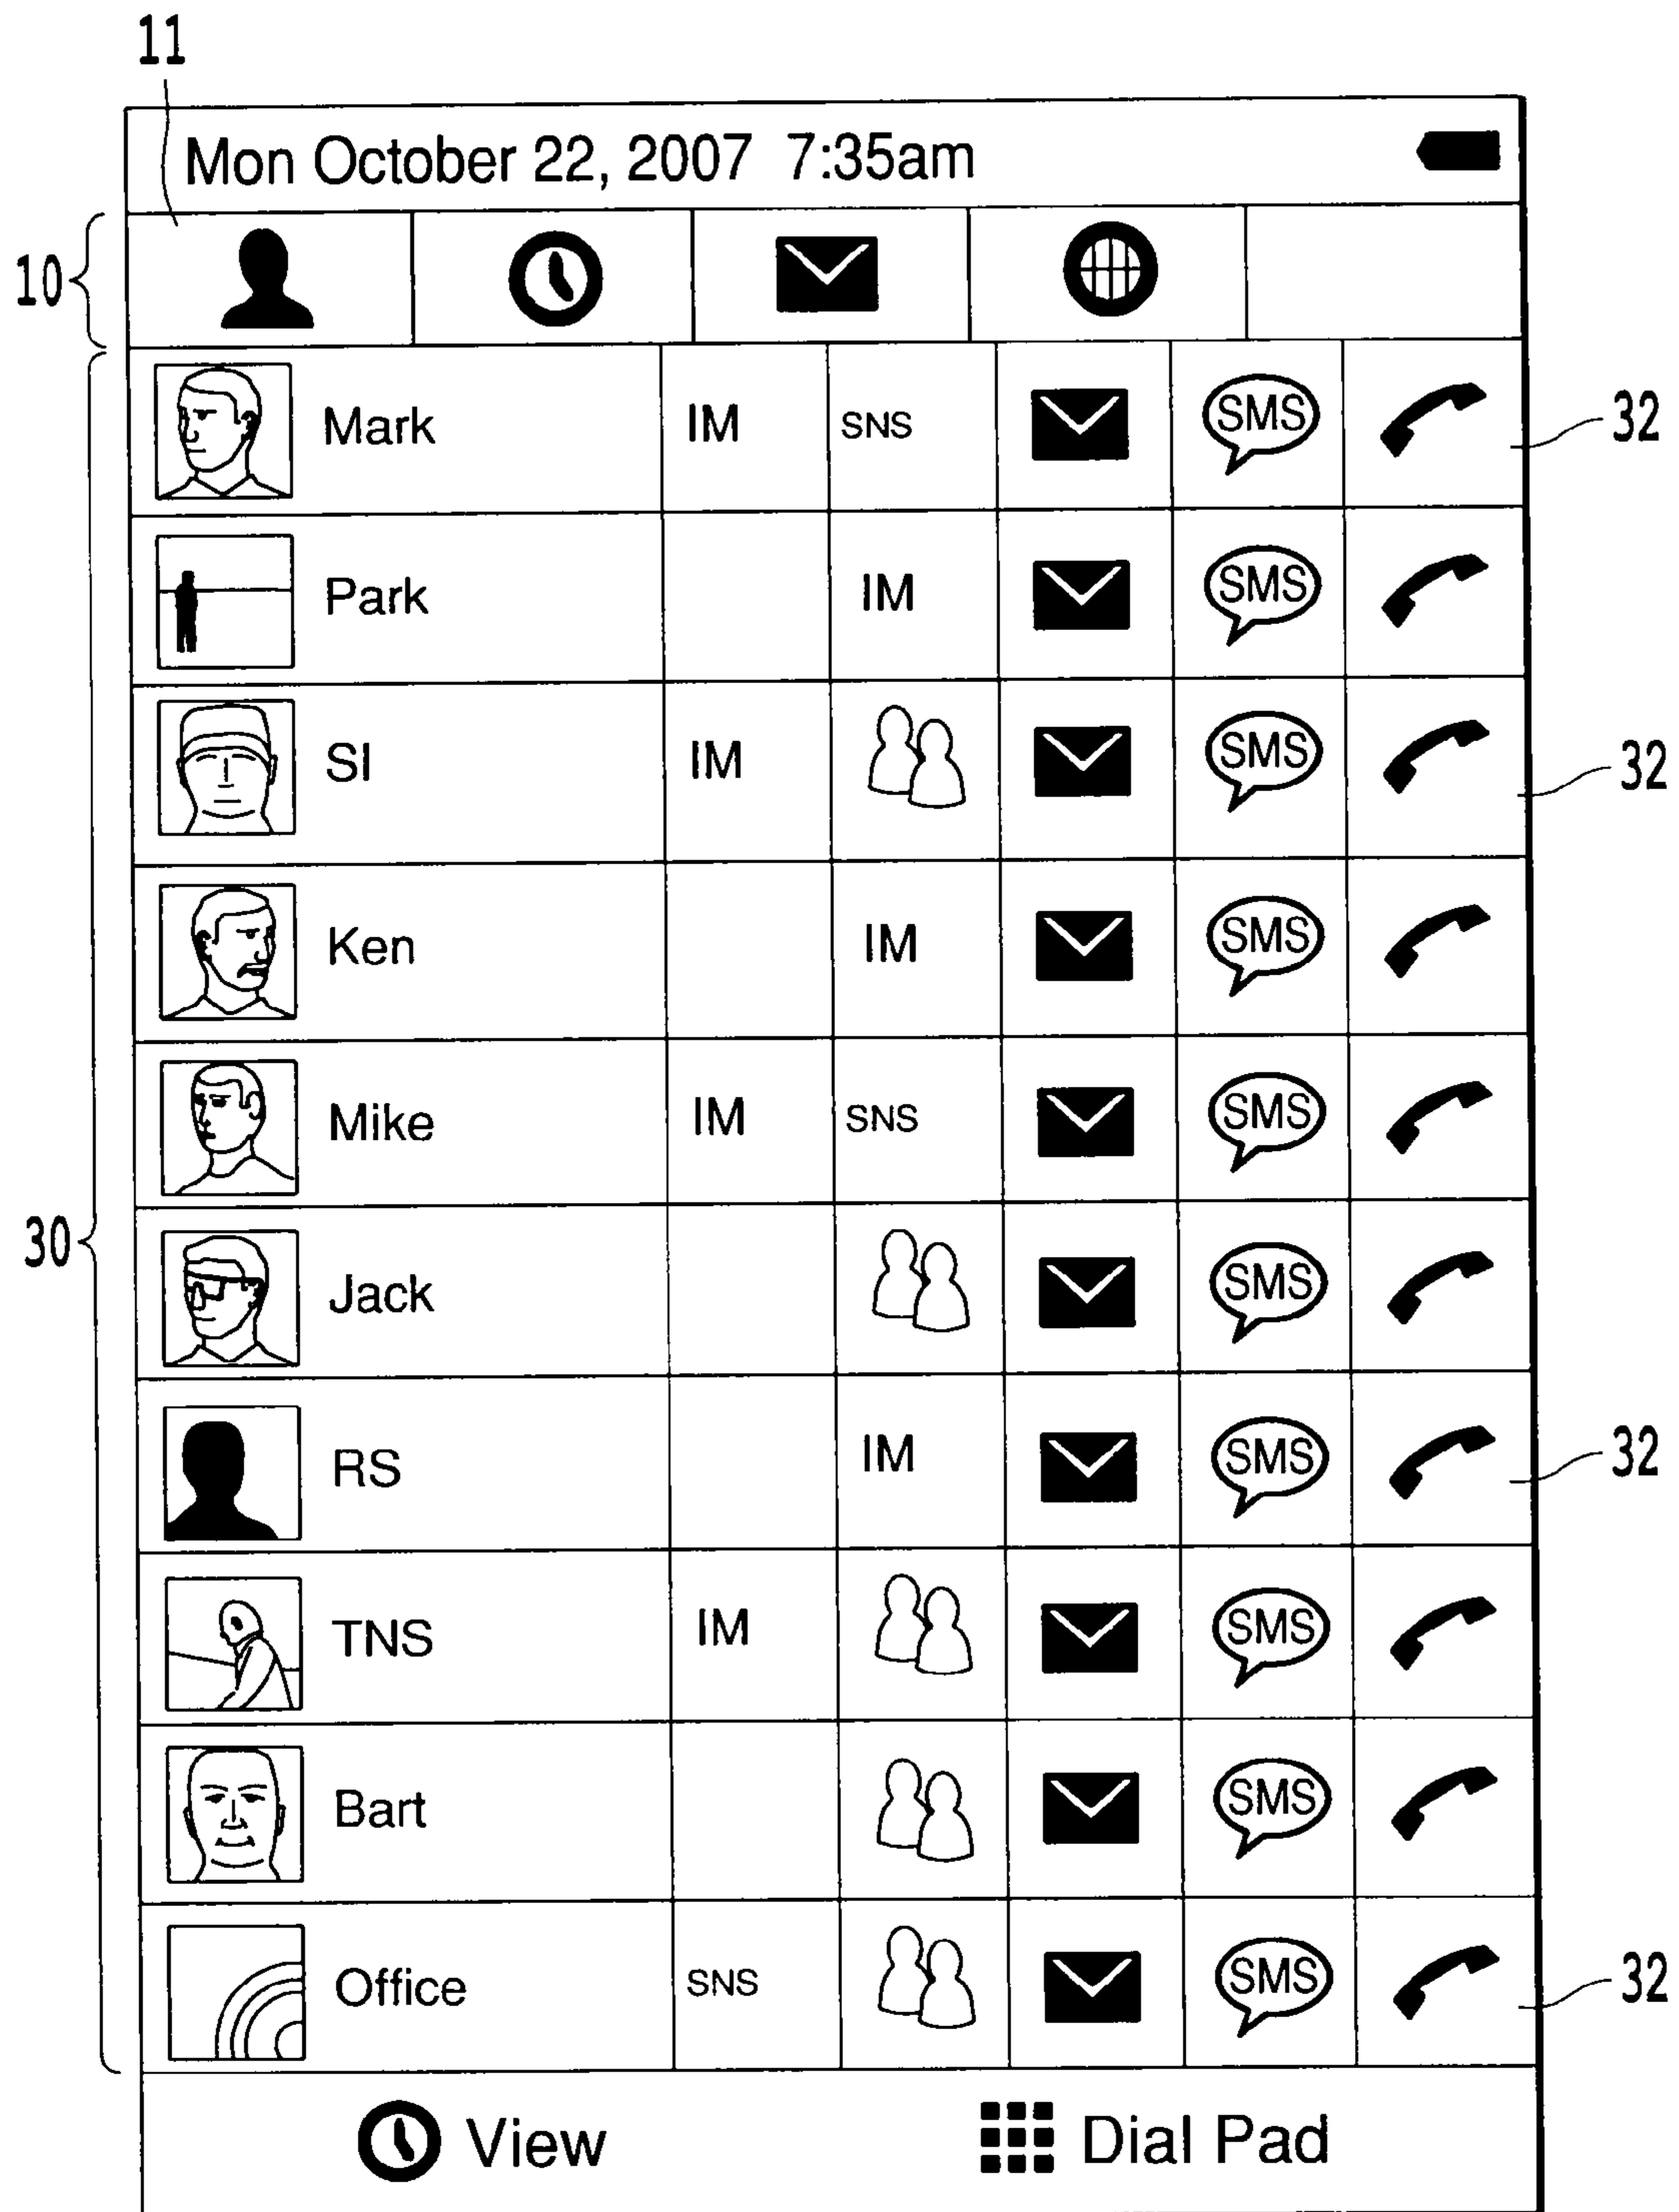 11
Mon October 22, 2007 7:35am
10
Mark IM SNS SMS 32
Park IM SMS
SI IM SMS 32
Ken IM SMS
Mike IM SNS SMS
30
Jack SMS
RS IM SMS 32
TNS IM SMS
Bart SMS
Office SNS SMS 32
View Dial Pad